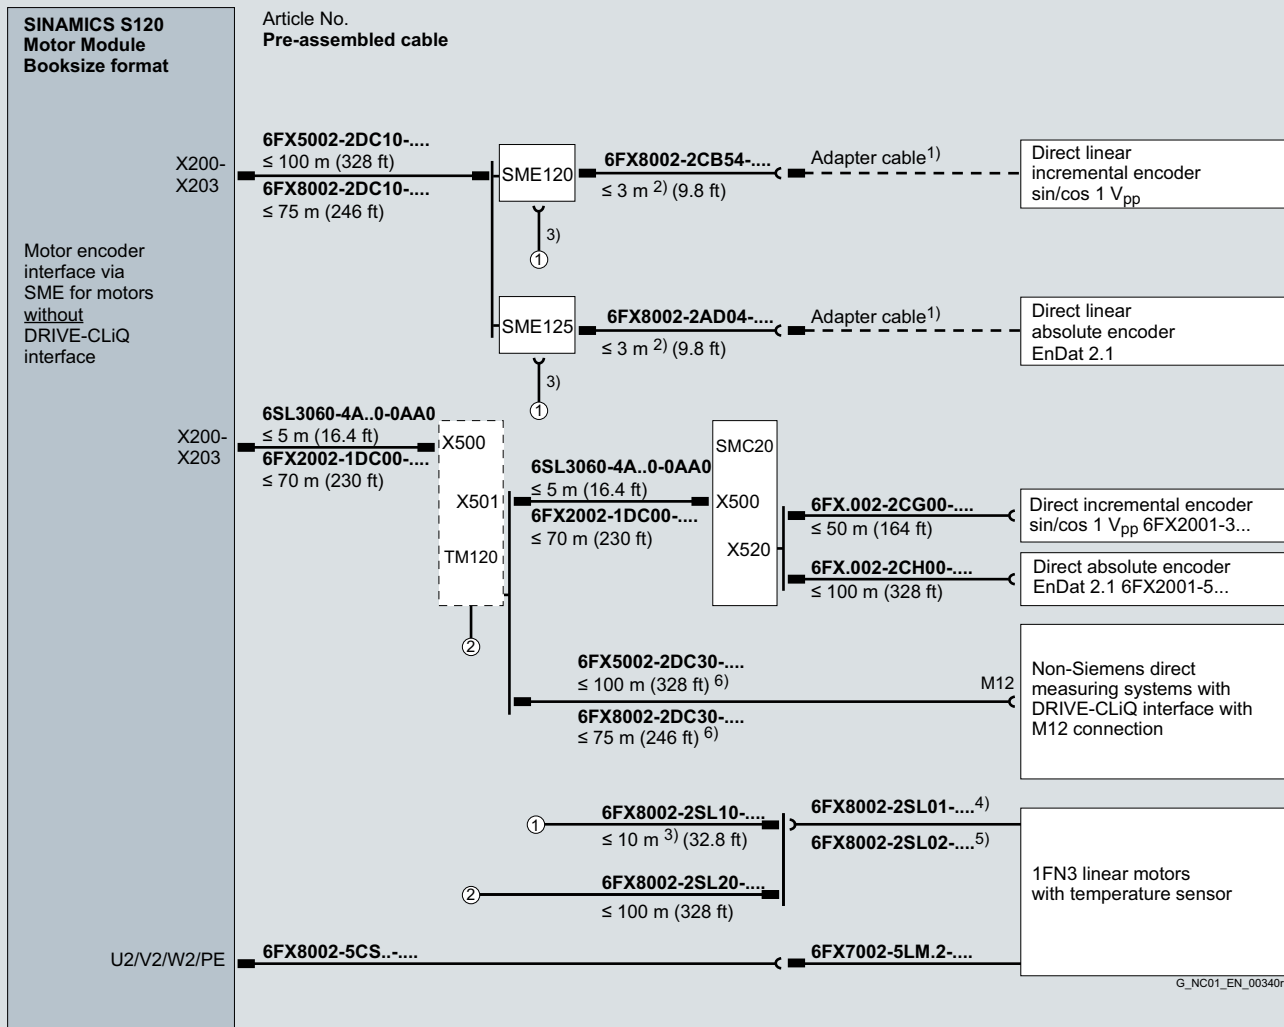 SINAMICS S120
Motor Module
Booksize format
Article No.
Pre-assembled cable
X200-
X203
6FX5002-2DC10-....
≤ 100 m (328 ft)
6FX8002-2DC10-....
≤ 75 m (246 ft)
SME120
6FX8002-2CB54-....
≤ 3 m 2) (9.8 ft)
Adapter cable1)
Direct linear
incremental encoder
sin/cos 1 Vpp
3)
1
Motor encoder
interface via
SME for motors
without
DRIVE-CLiQ
interface
SME125
6FX8002-2AD04-....
≤ 3 m 2) (9.8 ft)
Adapter cable1)
Direct linear
absolute encoder
EnDat 2.1
3)
1
X200-
X203
6SL3060-4A..0-0AA0
≤ 5 m (16.4 ft)
6FX2002-1DC00-....
≤ 70 m (230 ft)
X500
X501
TM120
2
6SL3060-4A..0-0AA0
≤ 5 m (16.4 ft)
6FX2002-1DC00-....
≤ 70 m (230 ft)
SMC20
X500
X520
6FX.002-2CG00-....
≤ 50 m (164 ft)
Direct incremental encoder
sin/cos 1 Vpp 6FX2001-3...
6FX.002-2CH00-....
≤ 100 m (328 ft)
Direct absolute encoder
EnDat 2.1 6FX2001-5...
6FX5002-2DC30-....
≤ 100 m (328 ft) 6)
6FX8002-2DC30-....
≤ 75 m (246 ft) 6)
M12
Non-Siemens direct
measuring systems with
DRIVE-CLiQ interface with
M12 connection
1
6FX8002-2SL10-....
≤ 10 m 3) (32.8 ft)
6FX8002-2SL01-....4)
6FX8002-2SL02-....5)
2
6FX8002-2SL20-....
≤ 100 m (328 ft)
1FN3 linear motors
with temperature sensor
U2/V2/W2/PE
6FX8002-5CS..-....
6FX7002-5LM.2-....
G_NC01_EN_00340r